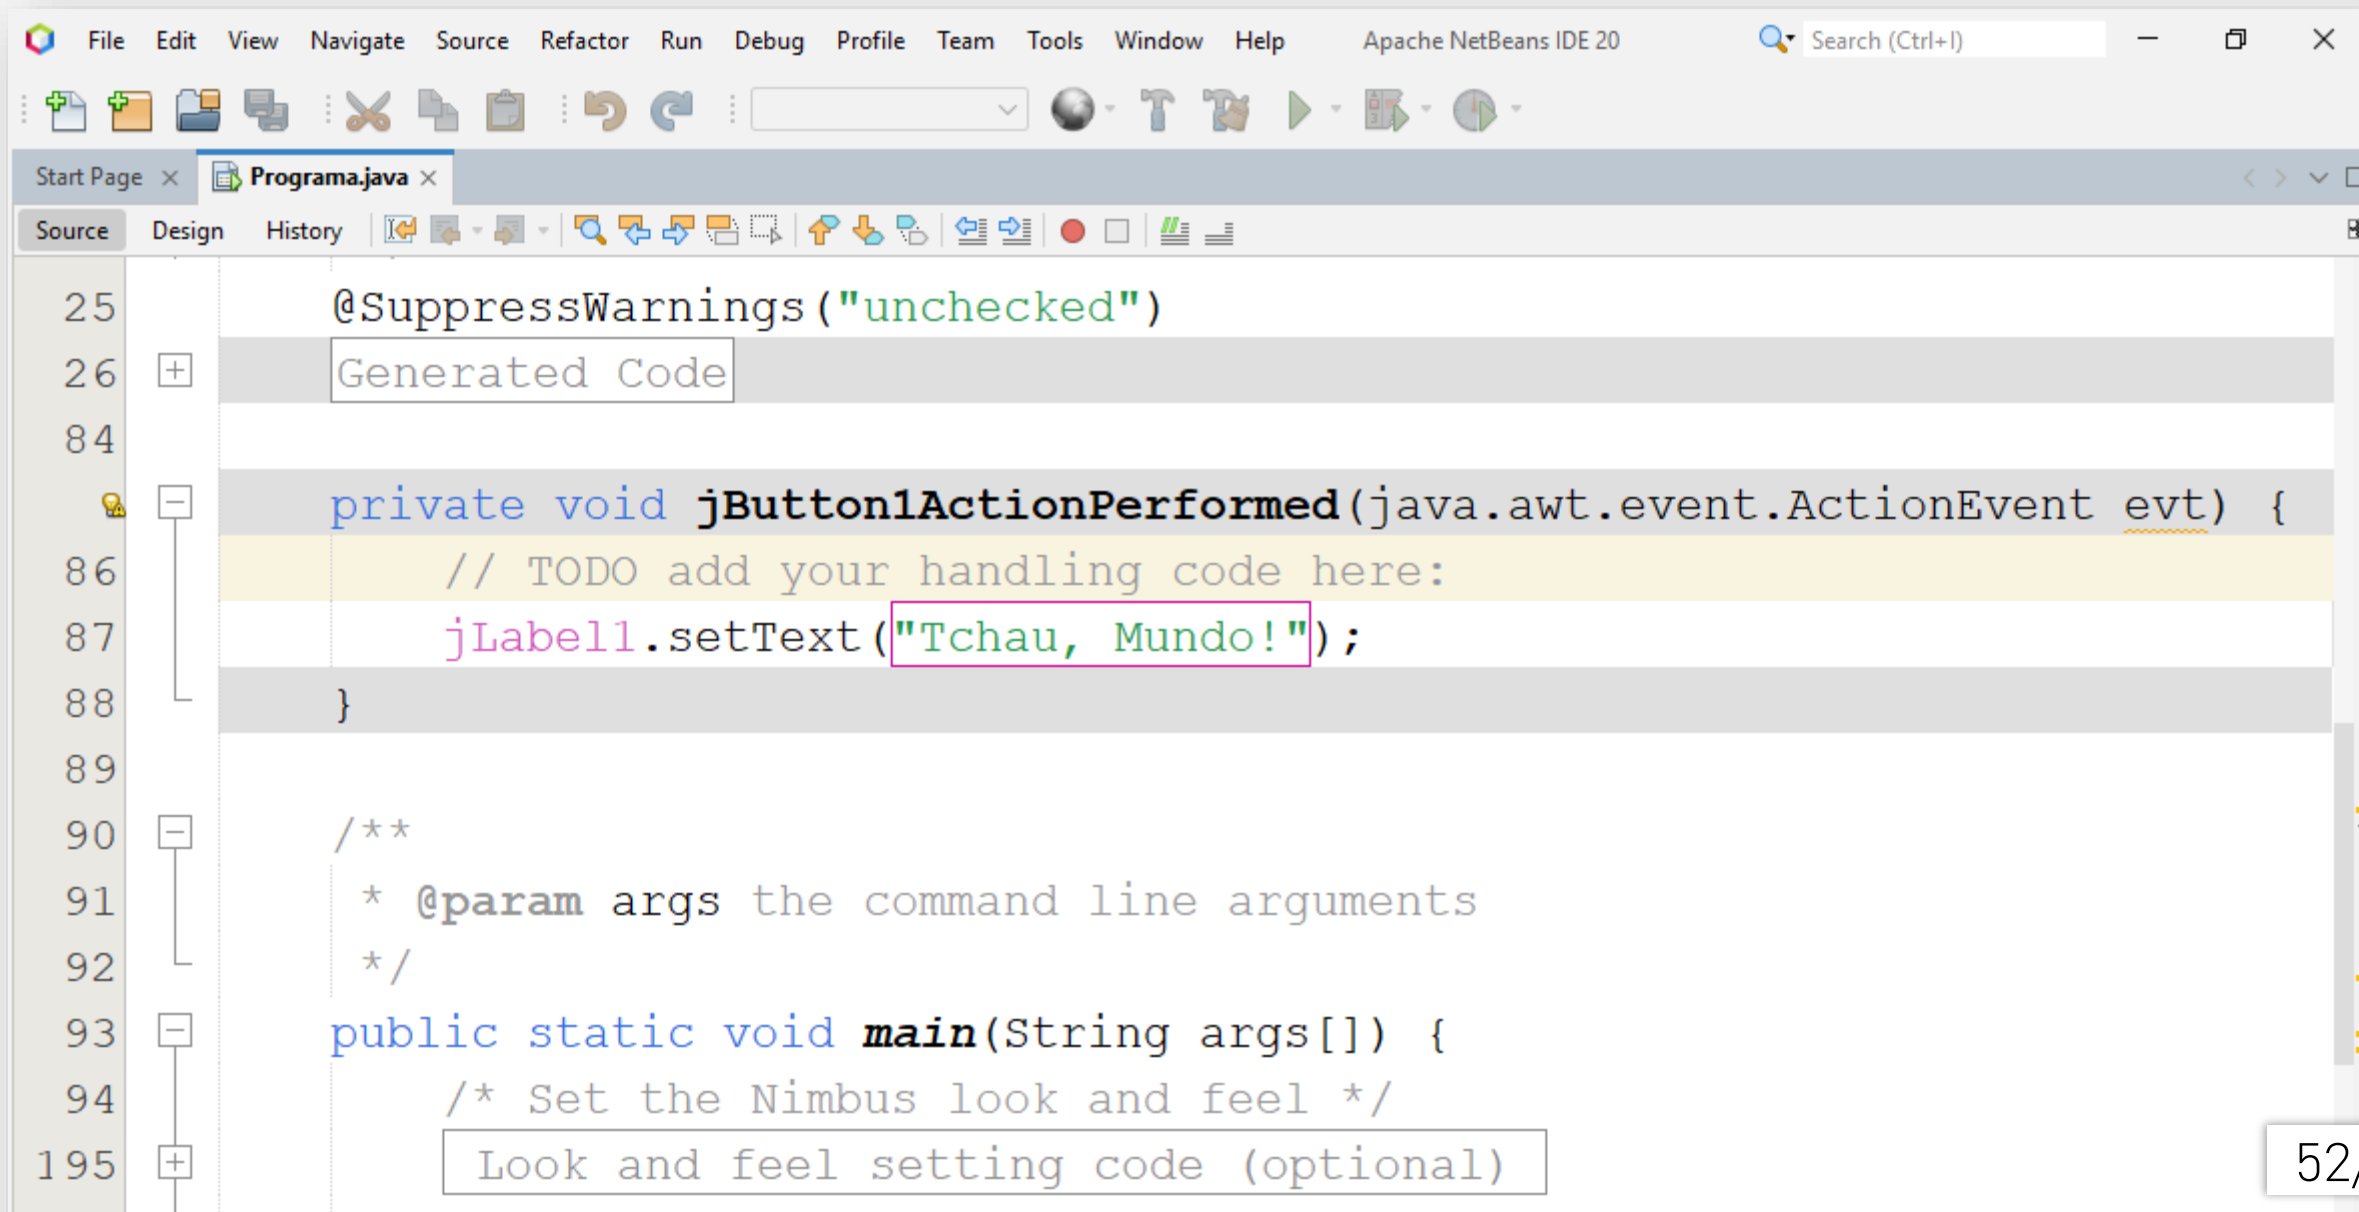 File Edit View Navigate Source Refactor Run Debug Profile Team Tools Window Help Apache NetBeans IDE 20 Search (Ctrl+I)
Start Page Programa.java
Source Design History
25 @SuppressWarnings("unchecked")
26 Generated Code
84
private void jButton1ActionPerformed(java.awt.event.ActionEvent evt) {
86 // TODO add your handling code here:
87 jLabel1.setText("Tchau, Mundo!");
88 }
89
90 /**
91 * @param args the command line arguments
92 */
93 public static void main(String args[]) {
94 /* Set the Nimbus look and feel */
195 Look and feel setting code (optional)
52/